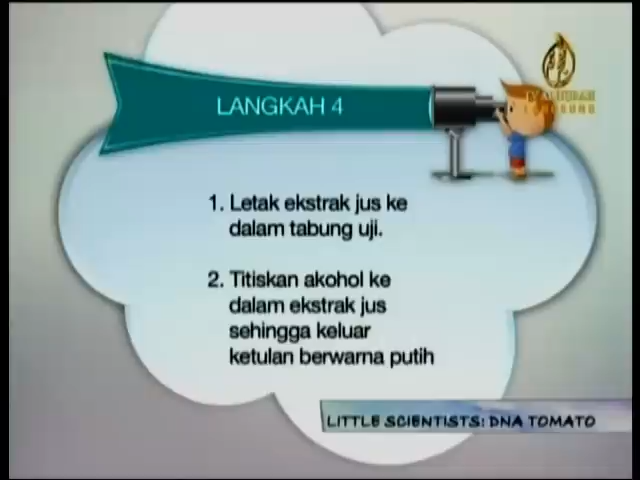 LANGKAH 4
1. Letak ekstrak jus ke
dalam tabung uji.
2. Titiskan akohol ke
dalam ekstrak jus
sehingga keluar
ketulan berwarna putih
LITTLE SCIENTISTS: DNA TOMATO